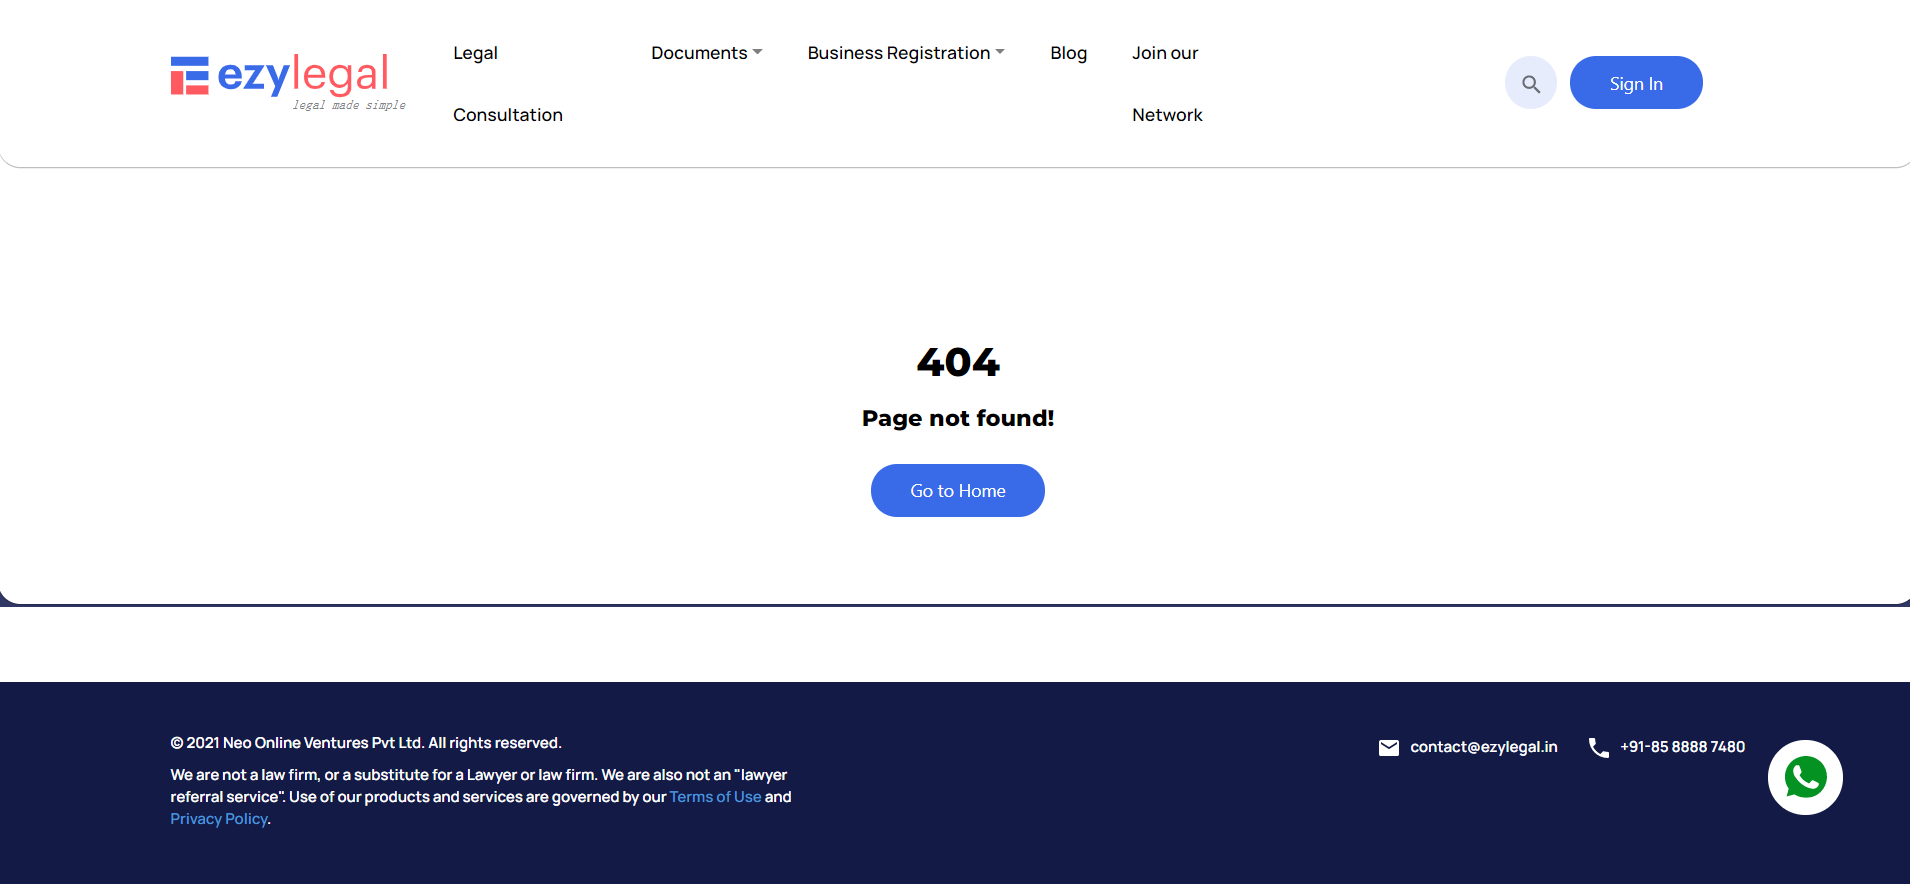 ezylegal
legal made simple
Legal
Consultation
Documents
Business Registration
Blog
Join our
Network
Sign In
404
Page not found!
Go to Home
© 2021 Neo Online Ventures Pvt Ltd. All rights reserved.
We are not a law firm, or a substitute for a Lawyer or law firm. We are also not an "lawyer
referral service". Use of our products and services are governed by our Terms of Use and
Privacy Policy.
contact@ezylegal.in
+91-85 8888 7480